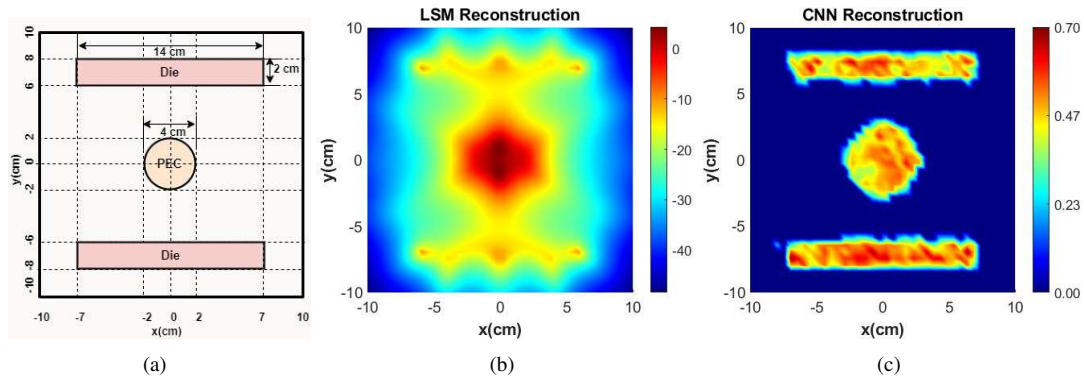 14 cm
Die
2 cm
4 cm
PEC
Die
10
8
6
2
0
-2
-6
-8
-10
y(cm)
-10 -7 -2 0 2 7 10
x(cm)
(a)
LSM Reconstruction
10
5
0
-5
-10
y(cm)
-10 -5 0 5 10
x(cm)
0
-10
-20
-30
-40
(b)
CNN Reconstruction
10
5
0
-5
-10
y(cm)
-10 -5 0 5 10
x(cm)
0.70
0.47
0.23
0.00
(c)